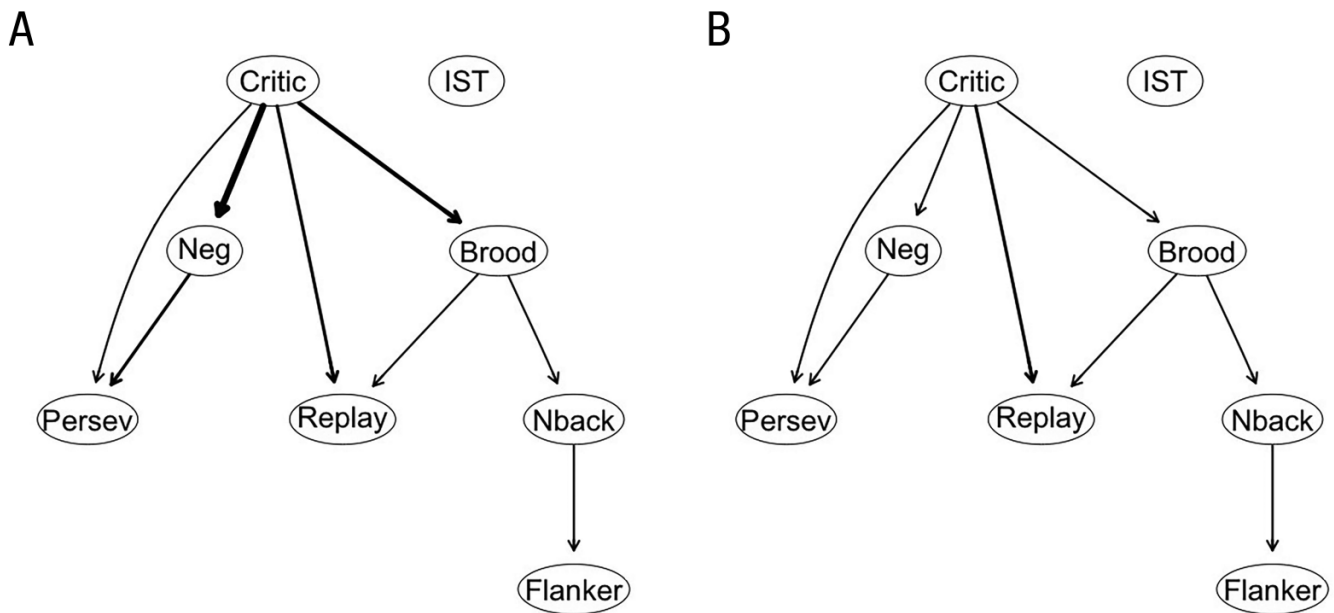 A
B
Critic
IST
Critic
IST
Neg
Brood
Neg
Brood
Persev
Replay
Nback
Persev
Replay
Nback
Flanker
Flanker